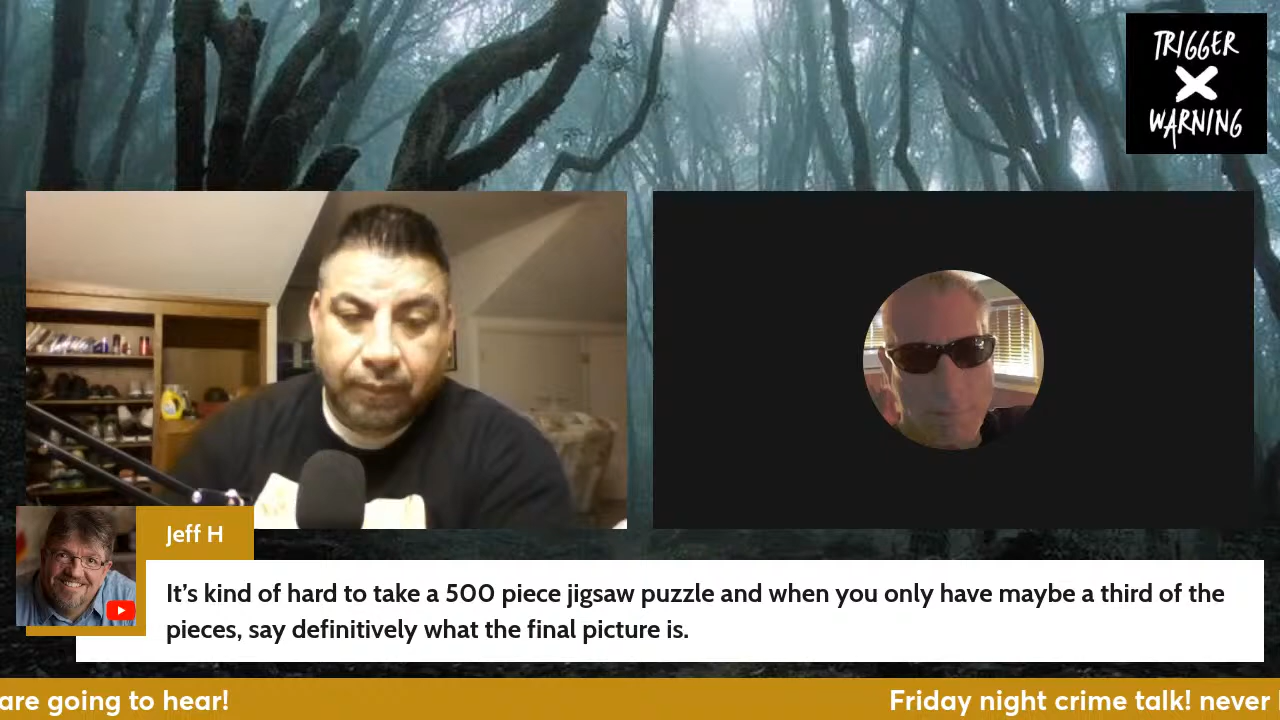 TRIGGER
WARNING
Jeff H
It's kind of hard to take a 500 piece jigsaw puzzle and when you only have maybe a third of the
pieces, say definitively what the final picture is.
are going to hear! Friday night crime talk! never